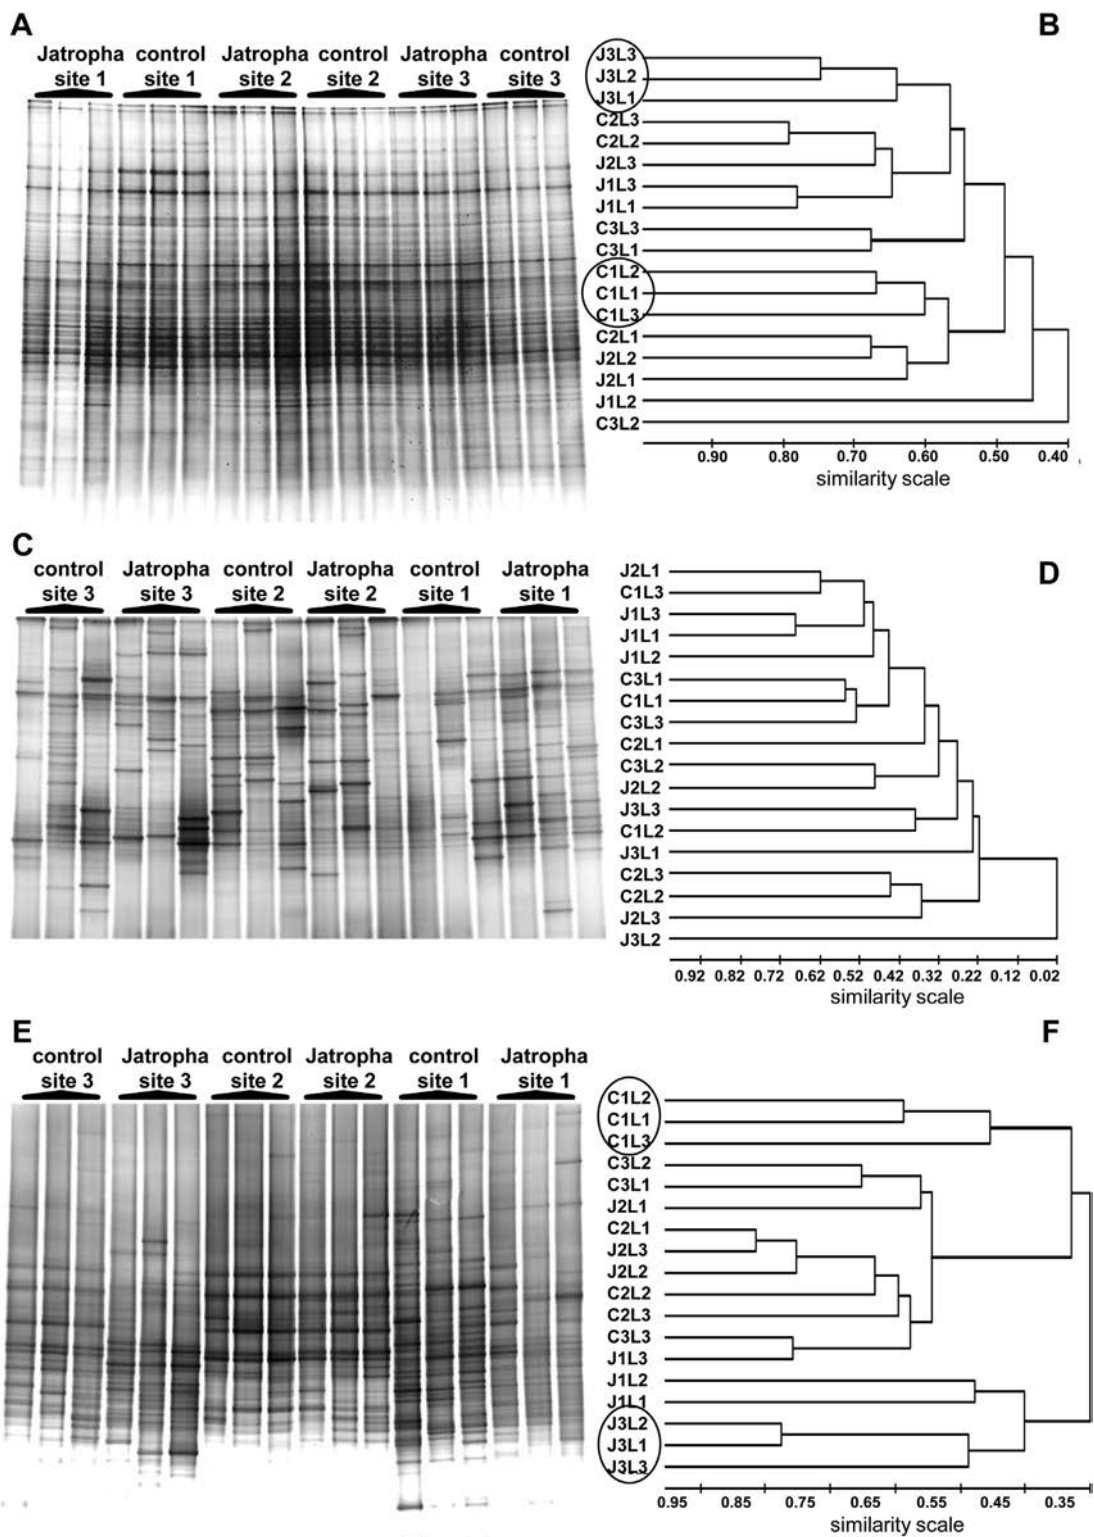 A
Jatropha control Jatropha control Jatropha control
site 1 site 1 site 2 site 2 site 3 site 3
B
J3L3
J3L2
J3L1
C2L3
C2L2
J2L3
J1L3
J1L1
C3L3
C3L1
C1L2
C1L1
C1L3
C2L1
J2L2
J2L1
J1L2
C3L2
0.90 0.80 0.70 0.60 0.50 0.40
similarity scale
C
control Jatropha control Jatropha control Jatropha
site 3 site 3 site 2 site 2 site 1 site 1
D
J2L1
C1L3
J1L3
J1L1
J1L2
C3L1
C1L1
C3L3
C2L1
C3L2
J2L2
J3L3
C1L2
J3L1
C2L3
C2L2
J2L3
J3L2
0.92 0.82 0.72 0.62 0.52 0.42 0.32 0.22 0.12 0.02
similarity scale
E
control Jatropha control Jatropha control Jatropha
site 3 site 3 site 2 site 2 site 1 site 1
F
C1L2
C1L1
C1L3
C3L2
C3L1
J2L1
C2L1
J2L3
J2L2
C2L2
C2L3
C3L3
J1L3
J1L2
J1L1
J3L2
J3L1
J3L3
0.95 0.85 0.75 0.65 0.55 0.45 0.35
similarity scale